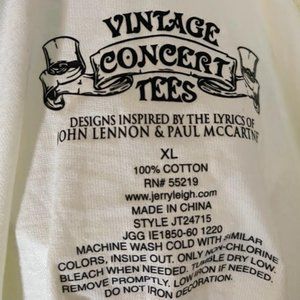 VINTAGE
CONCERT
TEES
DESIGNS INSPIRED BY THE LYRICS OF
JOHN LENNON & PAUL McCARTNEY
XL
100% COTTON
RN# 55219
www.jerryleigh.com
MADE IN CHINA
STYLE JT24715
JGG IE1850-60 1220
MACHINE WASH COLD WITH SIMILAR
COLORS, INSIDE OUT. ONLY NON-CHLORINE
BLEACH WHEN NEEDED. TUMBLE DRY LOW.
REMOVE PROMPTLY. LOW IRON IF NEEDED.
DO NOT IRON DECORATION.